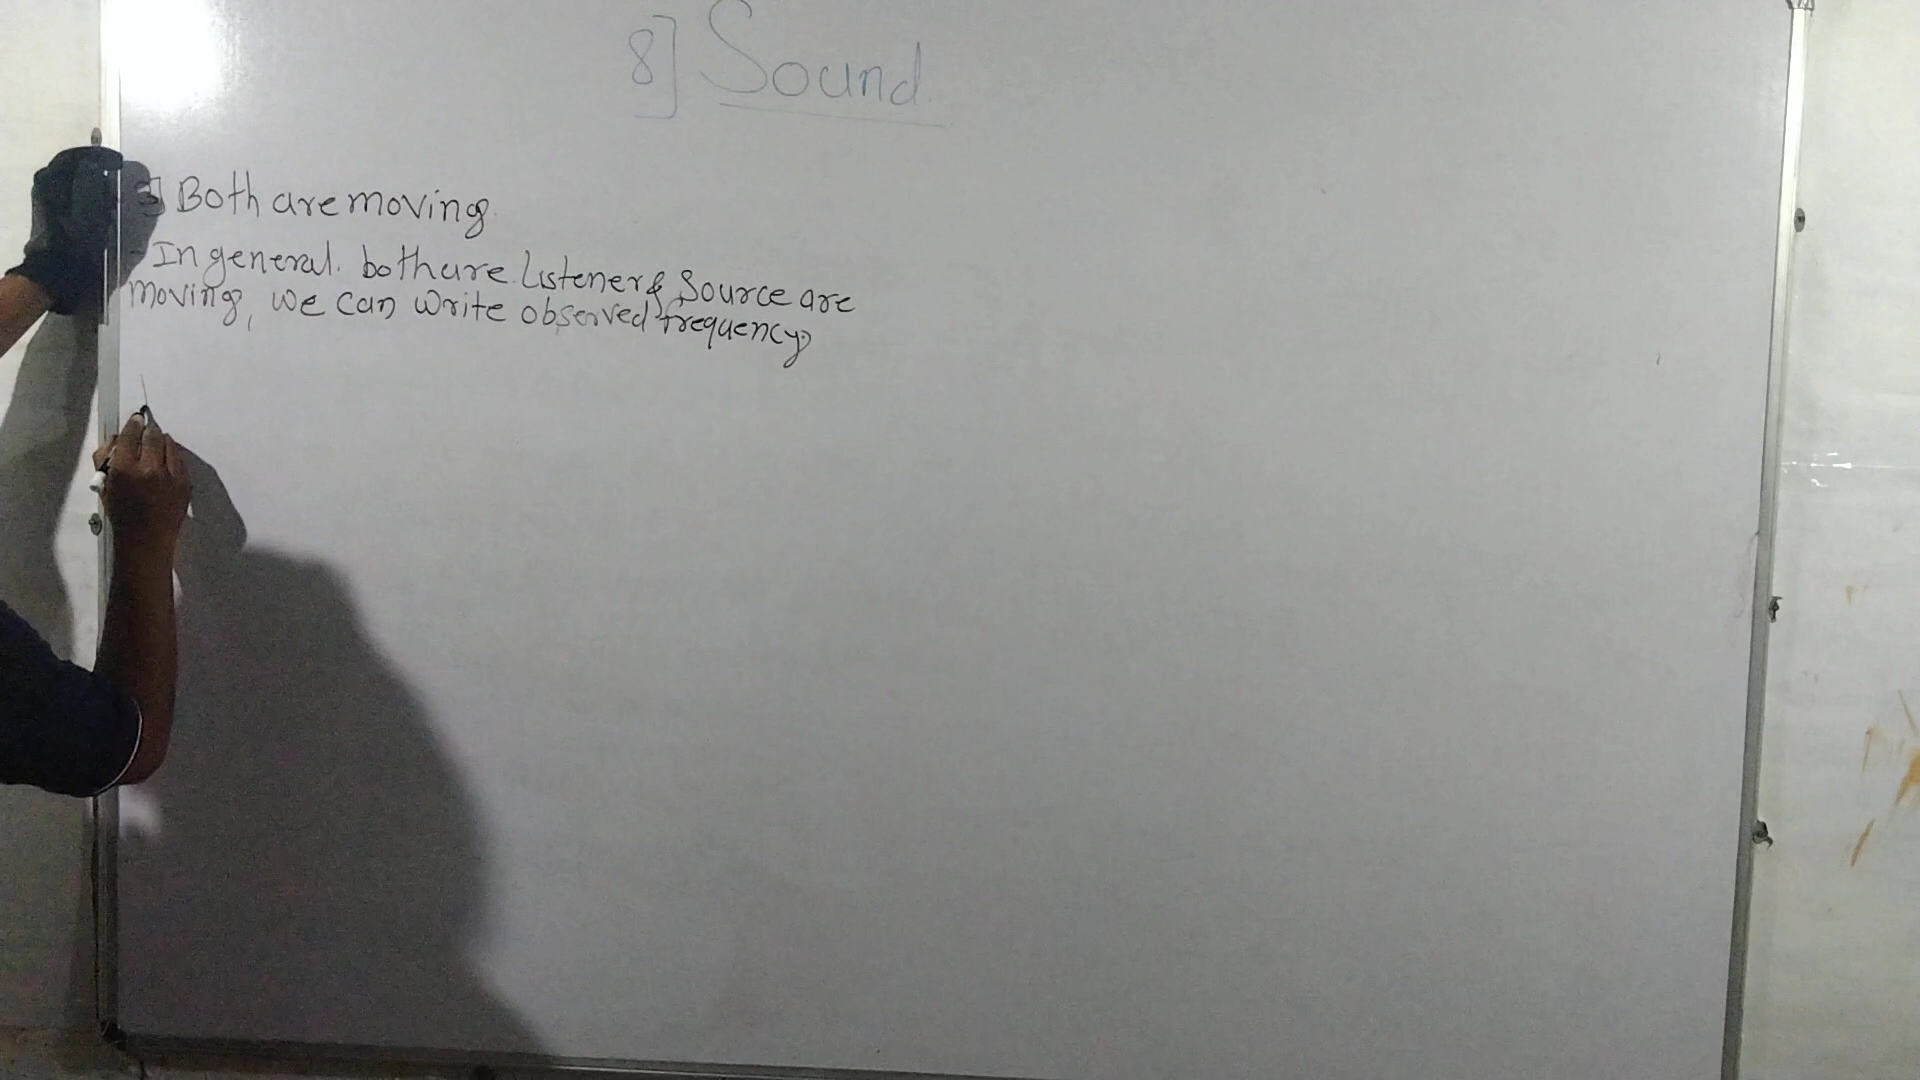 8] Sound
3] Both are moving.
- In general. both are Listener & Source are
moving, we can write observed frequency